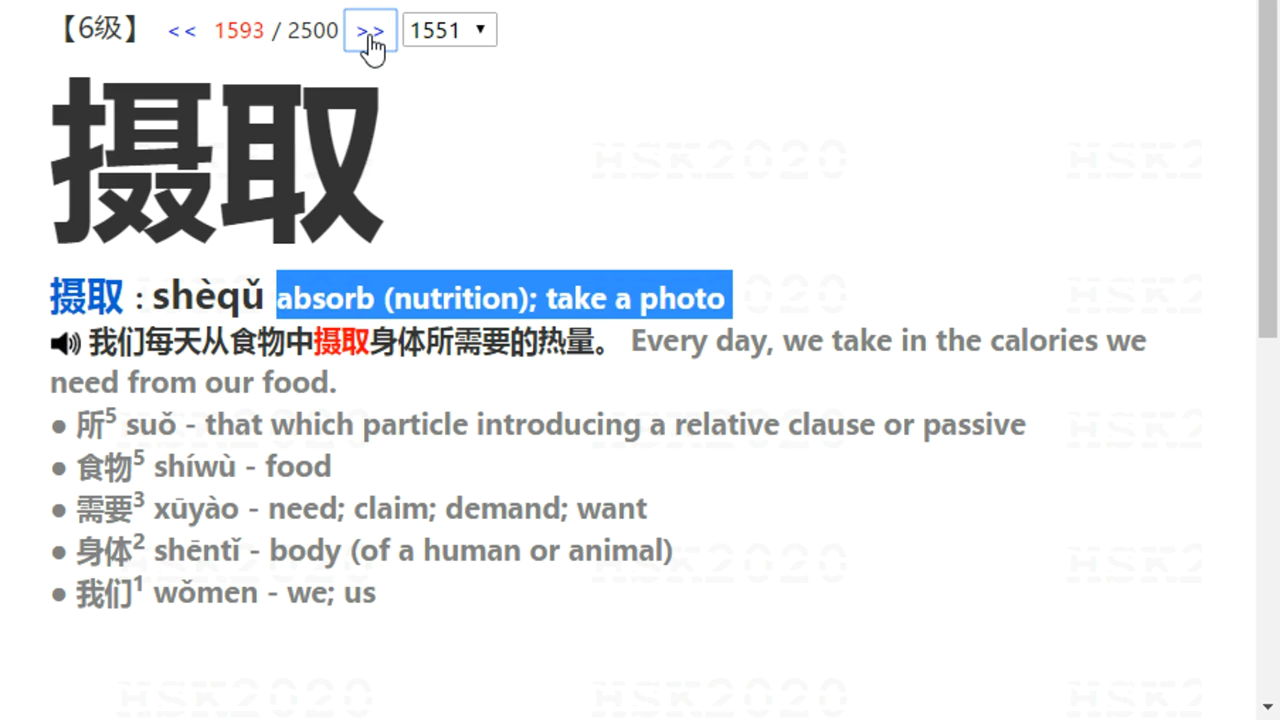 【6级】 << 1593 / 2500 >> 1551 ▼
摄取
摄取 : shèqǔ absorb (nutrition); take a photo
我们每天从食物中摄取身体所需要的热量。 Every day, we take in the calories we
need from our food.
● 所5 suǒ - that which particle introducing a relative clause or passive
● 食物5 shíwù - food
● 需要3 xūyào - need; claim; demand; want
● 身体2 shēntǐ - body (of a human or animal)
● 我们1 wǒmen - we; us
HSK2020